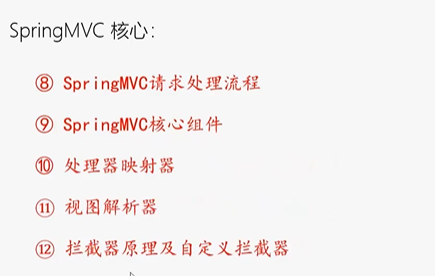 SpringMVC 核心：
⑧ SpringMVC请求处理流程
⑨ SpringMVC核心组件
⑩ 处理器映射器
⑪ 视图解析器
⑫ 拦截器原理及自定义拦截器